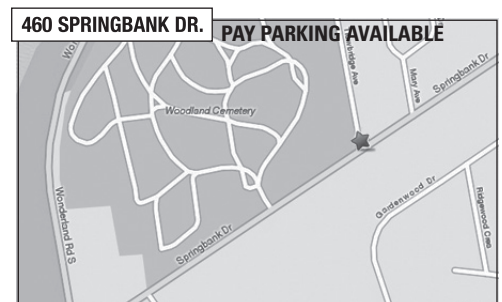 460 SPRINGBANK DR.
PAY PARKING AVAILABLE
Mary Ave
Springbank Dr
Woodland Cemetery
Wonderland Rd S
Springbank Dr
Gardenwood Dr
Ridgewood Cres